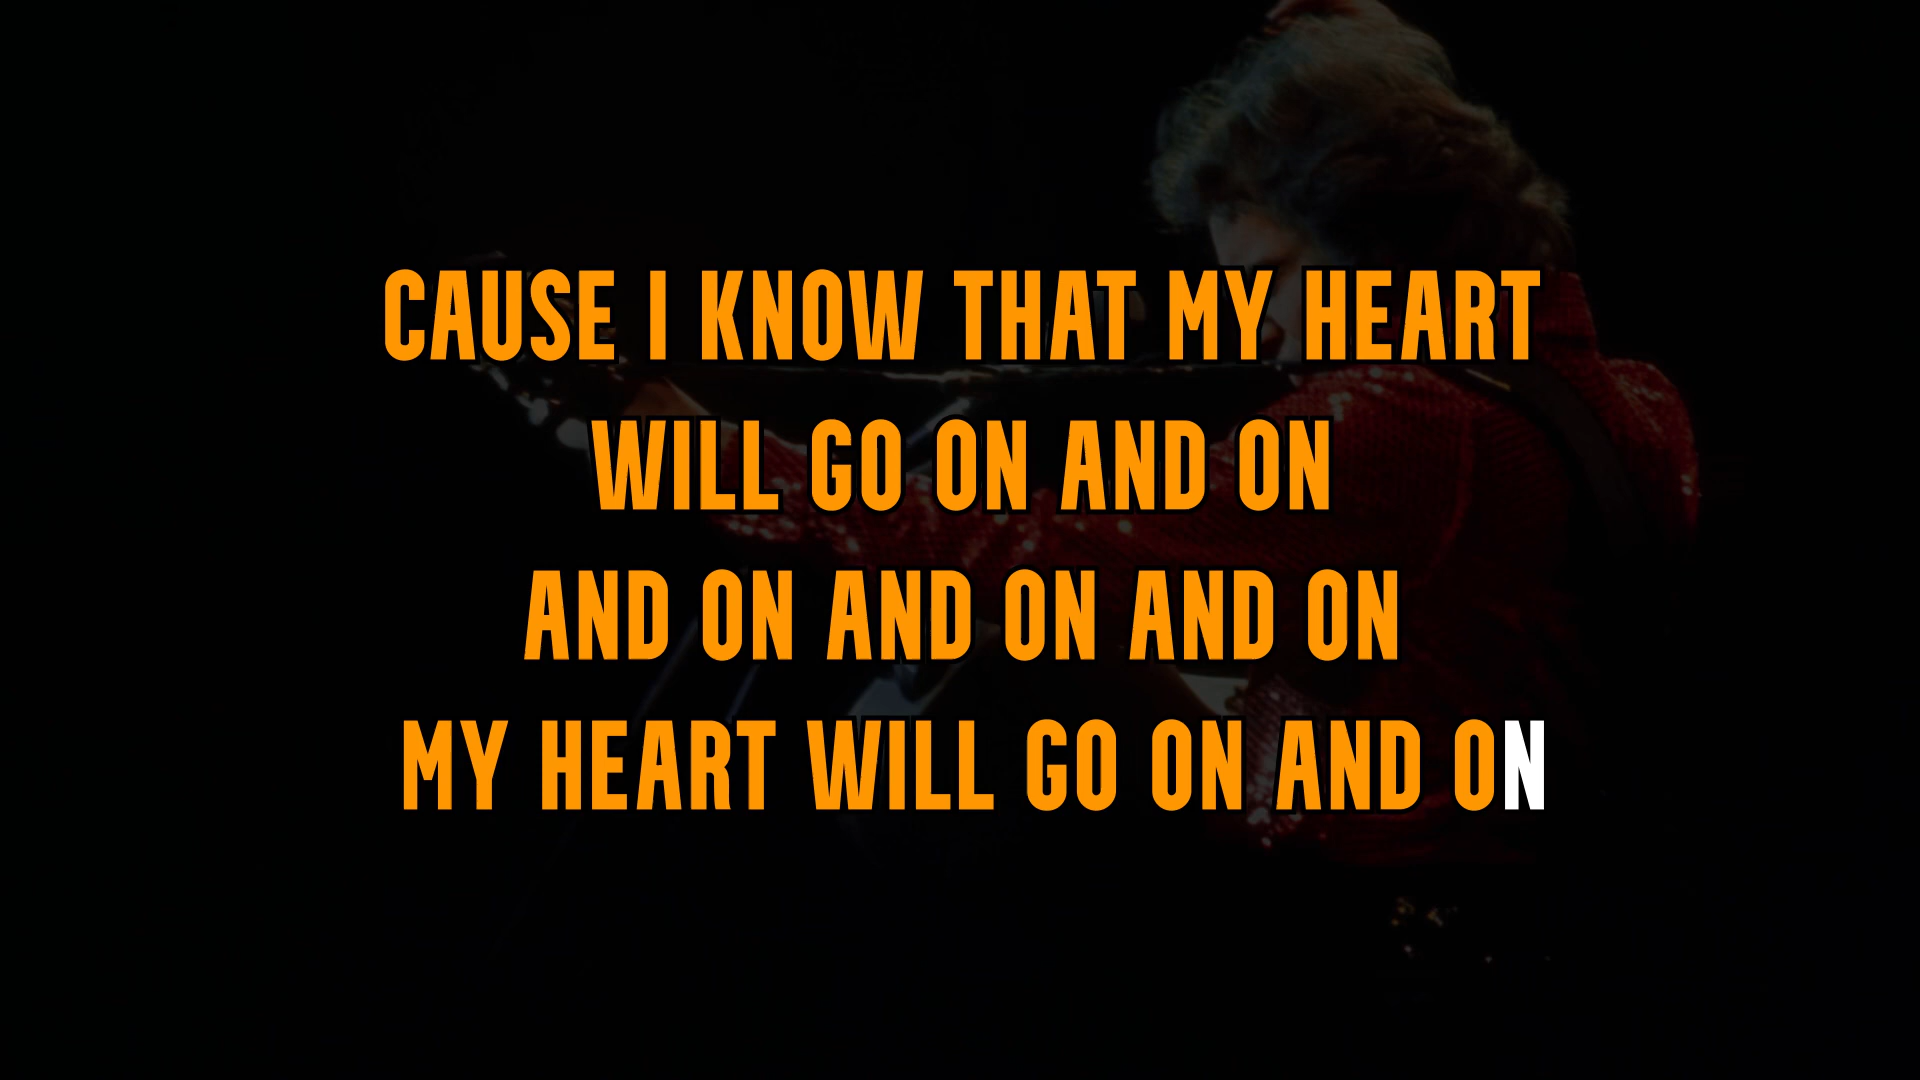 CAUSE I KNOW THAT MY HEART
WILL GO ON AND ON
AND ON AND ON AND ON
MY HEART WILL GO ON AND ON